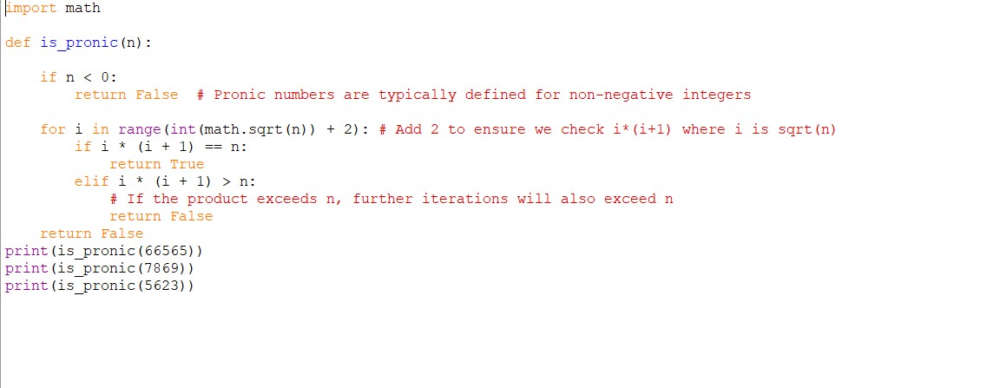 import math

def is_pronic(n):

    if n < 0:
        return False  # Pronic numbers are typically defined for non-negative integers

    for i in range(int(math.sqrt(n)) + 2): # Add 2 to ensure we check i*(i+1) where i is sqrt(n)
        if i * (i + 1) == n:
            return True
        elif i * (i + 1) > n:
            # If the product exceeds n, further iterations will also exceed n
            return False
    return False
print(is_pronic(66565))
print(is_pronic(7869))
print(is_pronic(5623))